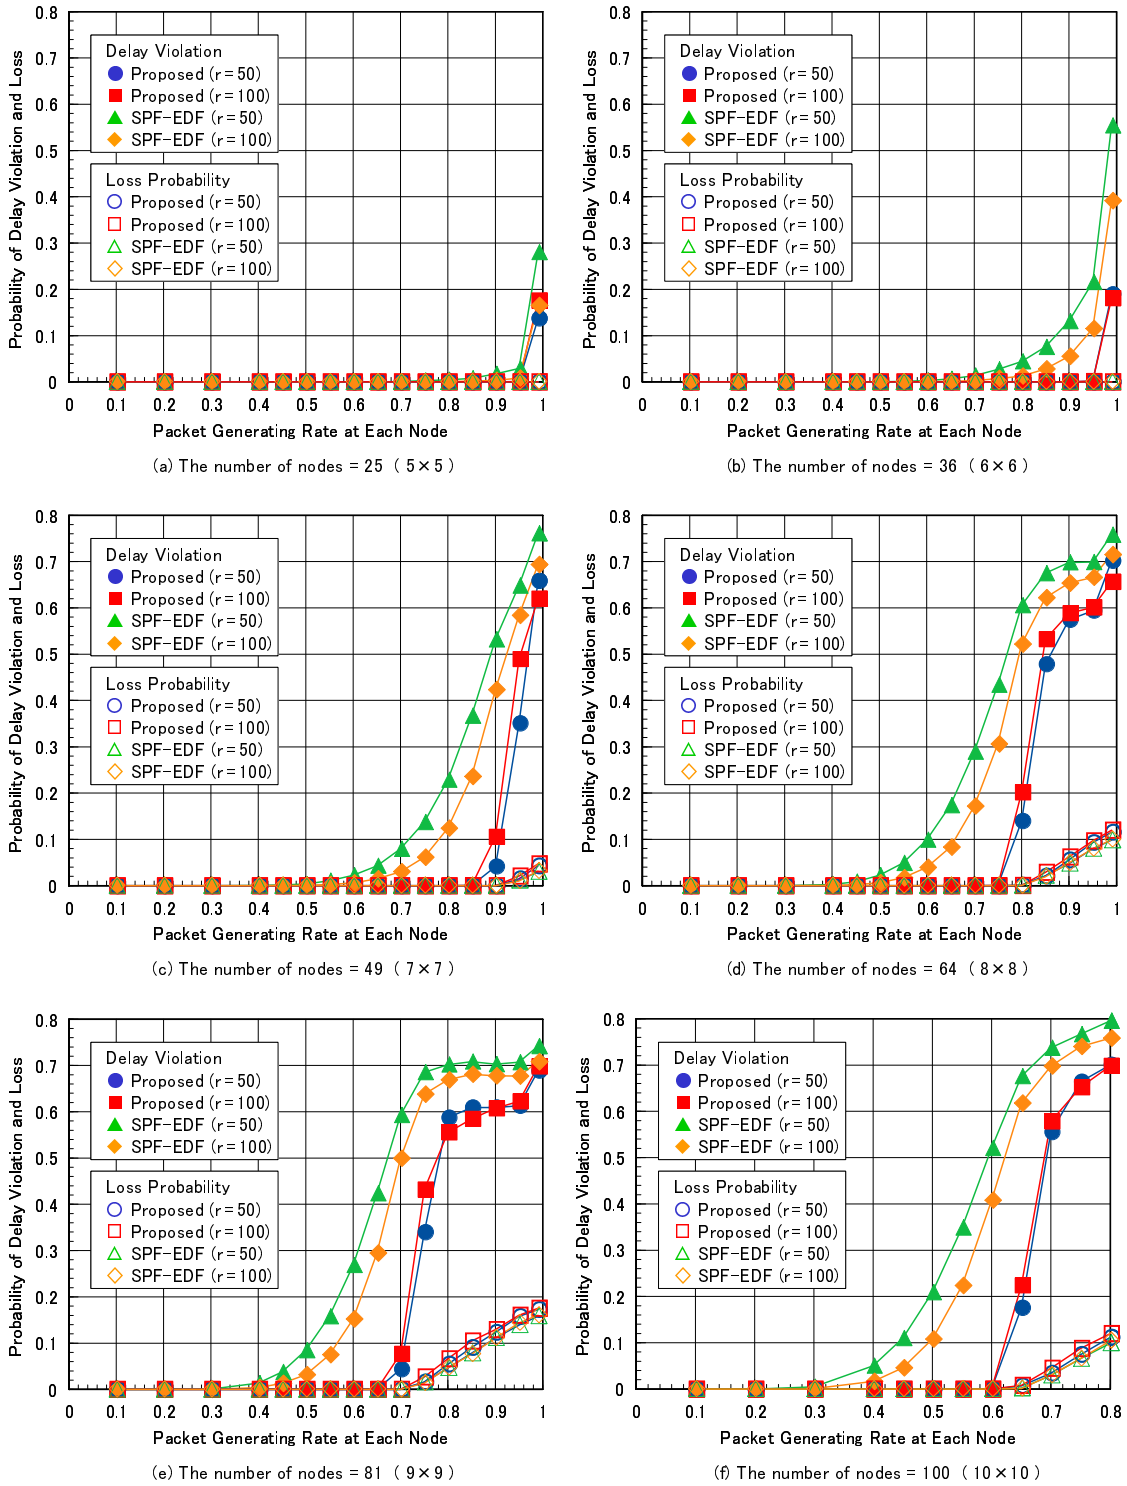 Probability of Delay Violation and Loss
0.8
0.7
0.6
0.5
0.4
0.3
0.2
0.1
0
Delay Violation
Proposed (r=50)
Proposed (r=100)
SPF-EDF (r=50)
SPF-EDF (r=100)
Loss Probability
Proposed (r=50)
Proposed (r=100)
SPF-EDF (r=50)
SPF-EDF (r=100)
0 0.1 0.2 0.3 0.4 0.5 0.6 0.7 0.8 0.9 1
Packet Generating Rate at Each Node
(a) The number of nodes = 25 ( 5×5 )
Probability of Delay Violation and Loss
0.8
0.7
0.6
0.5
0.4
0.3
0.2
0.1
0
Delay Violation
Proposed (r=50)
Proposed (r=100)
SPF-EDF (r=50)
SPF-EDF (r=100)
Loss Probability
Proposed (r=50)
Proposed (r=100)
SPF-EDF (r=50)
SPF-EDF (r=100)
0 0.1 0.2 0.3 0.4 0.5 0.6 0.7 0.8 0.9 1
Packet Generating Rate at Each Node
(b) The number of nodes = 36 ( 6×6 )
Probability of Delay Violation and Loss
0.8
0.7
0.6
0.5
0.4
0.3
0.2
0.1
0
Delay Violation
Proposed (r=50)
Proposed (r=100)
SPF-EDF (r=50)
SPF-EDF (r=100)
Loss Probability
Proposed (r=50)
Proposed (r=100)
SPF-EDF (r=50)
SPF-EDF (r=100)
0 0.1 0.2 0.3 0.4 0.5 0.6 0.7 0.8 0.9 1
Packet Generating Rate at Each Node
(c) The number of nodes = 49 ( 7×7 )
Probability of Delay Violation and Loss
0.8
0.7
0.6
0.5
0.4
0.3
0.2
0.1
0
Delay Violation
Proposed (r=50)
Proposed (r=100)
SPF-EDF (r=50)
SPF-EDF (r=100)
Loss Probability
Proposed (r=50)
Proposed (r=100)
SPF-EDF (r=50)
SPF-EDF (r=100)
0 0.1 0.2 0.3 0.4 0.5 0.6 0.7 0.8 0.9 1
Packet Generating Rate at Each Node
(d) The number of nodes = 64 ( 8×8 )
Probability of Delay Violation and Loss
0.8
0.7
0.6
0.5
0.4
0.3
0.2
0.1
0
Delay Violation
Proposed (r=50)
Proposed (r=100)
SPF-EDF (r=50)
SPF-EDF (r=100)
Loss Probability
Proposed (r=50)
Proposed (r=100)
SPF-EDF (r=50)
SPF-EDF (r=100)
0 0.1 0.2 0.3 0.4 0.5 0.6 0.7 0.8 0.9 1
Packet Generating Rate at Each Node
(e) The number of nodes = 81 ( 9×9 )
Probability of Delay Violation and Loss
0.8
0.7
0.6
0.5
0.4
0.3
0.2
0.1
0
Delay Violation
Proposed (r=50)
Proposed (r=100)
SPF-EDF (r=50)
SPF-EDF (r=100)
Loss Probability
Proposed (r=50)
Proposed (r=100)
SPF-EDF (r=50)
SPF-EDF (r=100)
0 0.1 0.2 0.3 0.4 0.5 0.6 0.7 0.8
Packet Generating Rate at Each Node
(f) The number of nodes = 100 ( 10×10 )